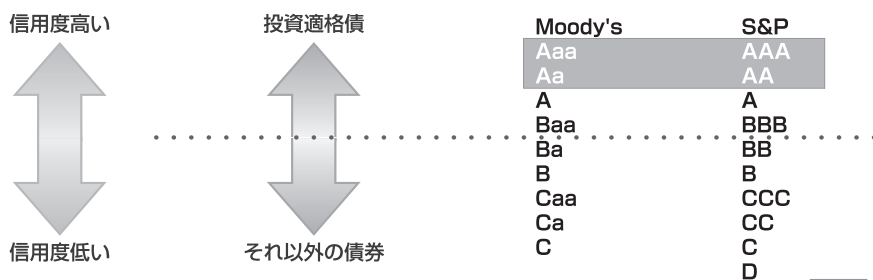 信用度高い 投資適格債 Moody's S&P
Aaa AAA
Aa AA
A A
Baa BBB
Ba BB
B B
Caa CCC
Ca CC
信用度低い それ以外の債券 C C
D